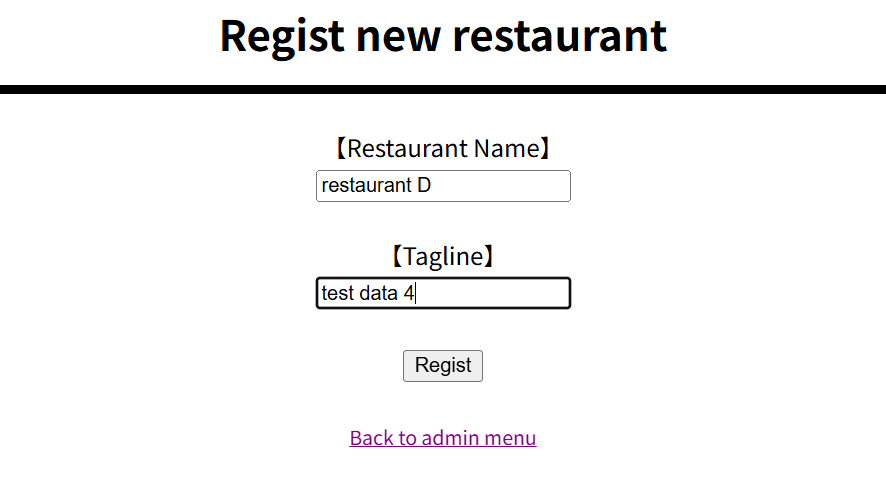 Regist new restaurant
【Restaurant Name】
restaurant D
【Tagline】
test data 4
Regist
Back to admin menu